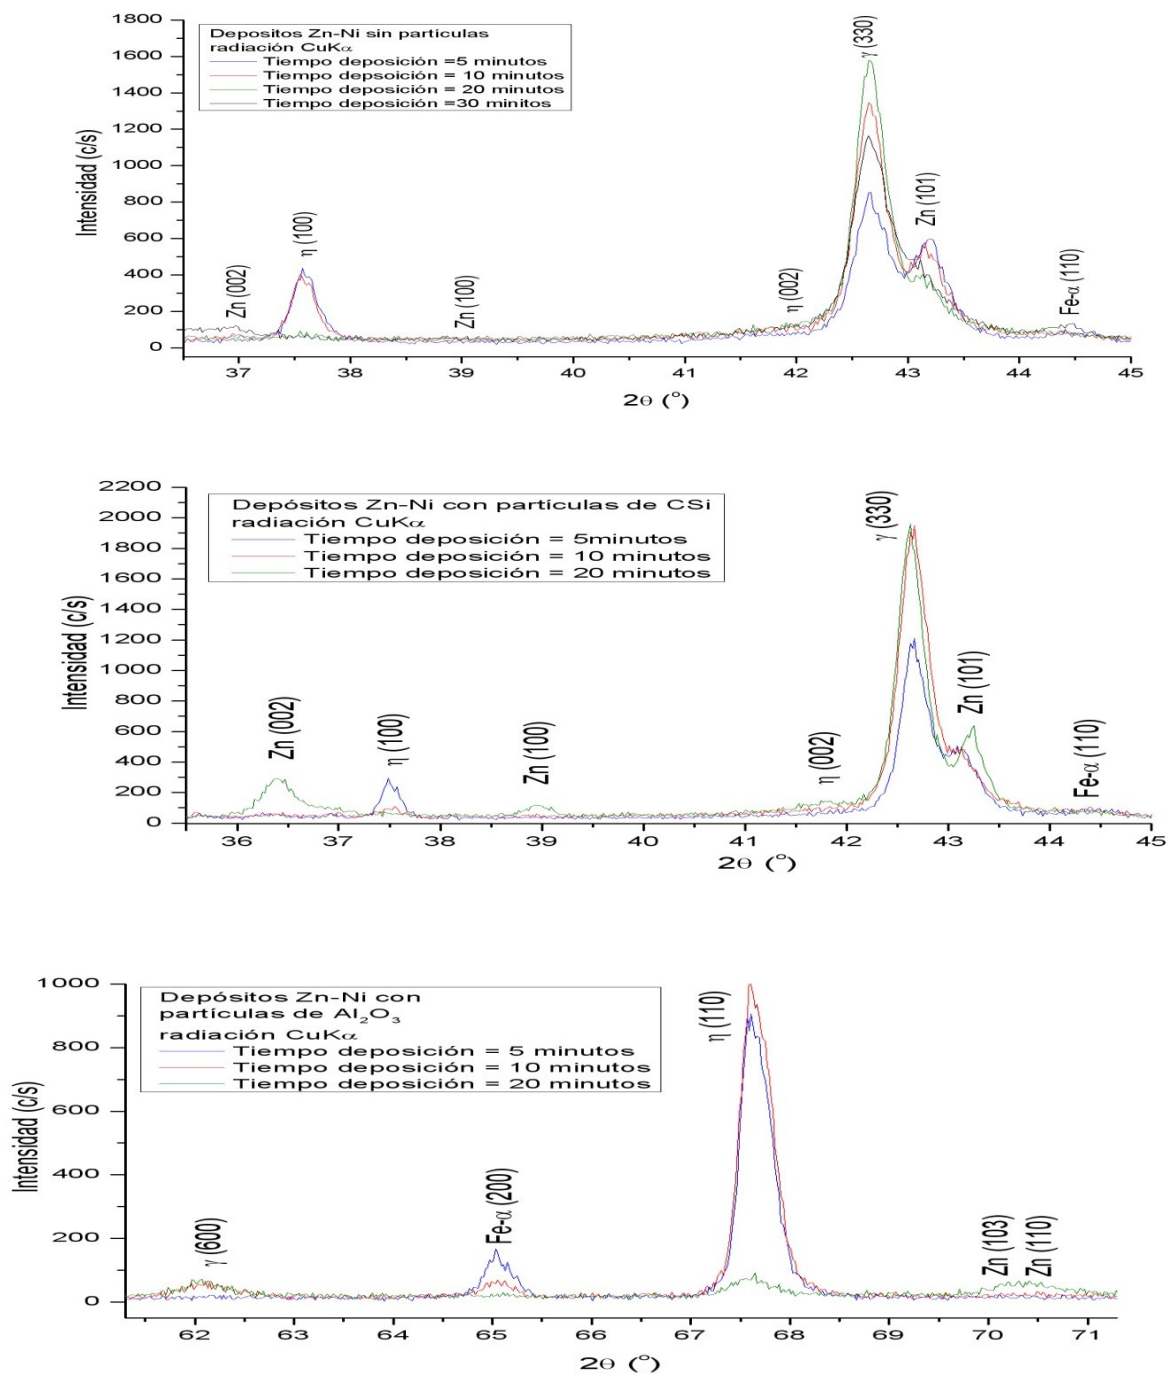 Depositos Zn-Ni sin partículas
radiación CuKα
Tiempo deposición =5 minutos
Tiempo depsoición = 10 minutos
Tiempo deposición = 20 minutos
Tiempo deposición =30 minitos
1800
1600
1400
1200
1000
800
600
400
200
0
Intensidad (c/s)
Zn (002)
η (100)
Zn (100)
η (002)
γ (330)
Zn (101)
Fe-α (110)
37 38 39 40 41 42 43 44 45
2θ (°)
Depósitos Zn-Ni con partículas de CSi
radiación CuKα
Tiempo deposición = 5minutos
Tiempo deposición = 10 minutos
Tiempo deposición = 20 minutos
2200
2000
1800
1600
1400
1200
1000
800
600
400
200
0
Intensidad (c/s)
Zn (002)
η (100)
Zn (100)
η (002)
γ (330)
Zn (101)
Fe-α (110)
36 37 38 39 40 41 42 43 44 45
2θ (°)
Depósitos Zn-Ni con
partículas de Al₂O₃
radiación CuKα
Tiempo deposición = 5 minutos
Tiempo deposición = 10 minutos
Tiempo deposición = 20 minutos
1000
800
600
400
200
0
Intensidad (c/s)
γ (600)
Fe-α (200)
η (110)
Zn (103)
Zn (110)
62 63 64 65 66 67 68 69 70 71
2θ (°)